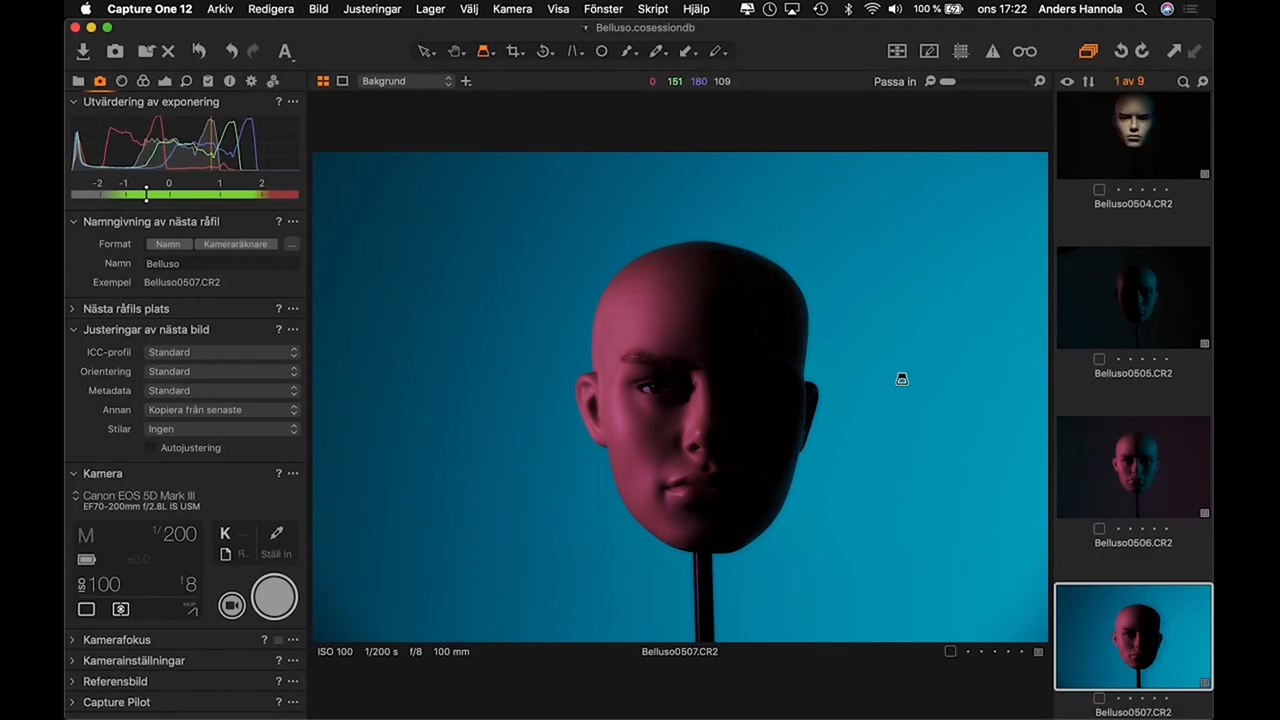 Capture One 12 Arkiv Redigera Bild Justeringar Lager Välj Kamera Visa Fönster Script Hjälp 100 % ons 17:22 Anders Hannola
Belluso.cosessiondb
Bakgrund
0 151 180 109
Passa in
1 av 9
Utvärdering av exponering ? ...
-2 -1 0 1 2
Namngivning av nästa råfil ? ...
Format Namn Kameraräknare ...
Namn Belluso
Exempel Belluso0507.CR2
Nästa råfils plats ? ...
Justeringar av nästa bild ? ...
ICC-profil Standard
Orientering Standard
Metadata Standard
Annan Kopiera från senaste
Stilar Ingen
Autojustering
Kamera ? ...
Canon EOS 5D Mark III
EF70-200mm f/2.8L IS USM
M 1/200 K --
±0.0 R... Ställ in
ISO 100 f8
MUP
Kamerafokus ? ...
Kamerainställningar ? ...
Referensbild ? ...
Capture Pilot ? ...
ISO 100 1/200 s f/8 100 mm
Belluso0507.CR2
Belluso0504.CR2
Belluso0505.CR2
Belluso0506.CR2
Belluso0507.CR2